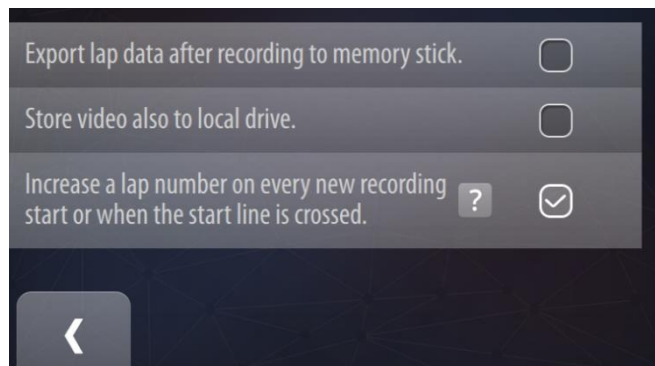 Export lap data after recording to memory stick.
Store video also to local drive.
Increase a lap number on every new recording
start or when the start line is crossed.
?